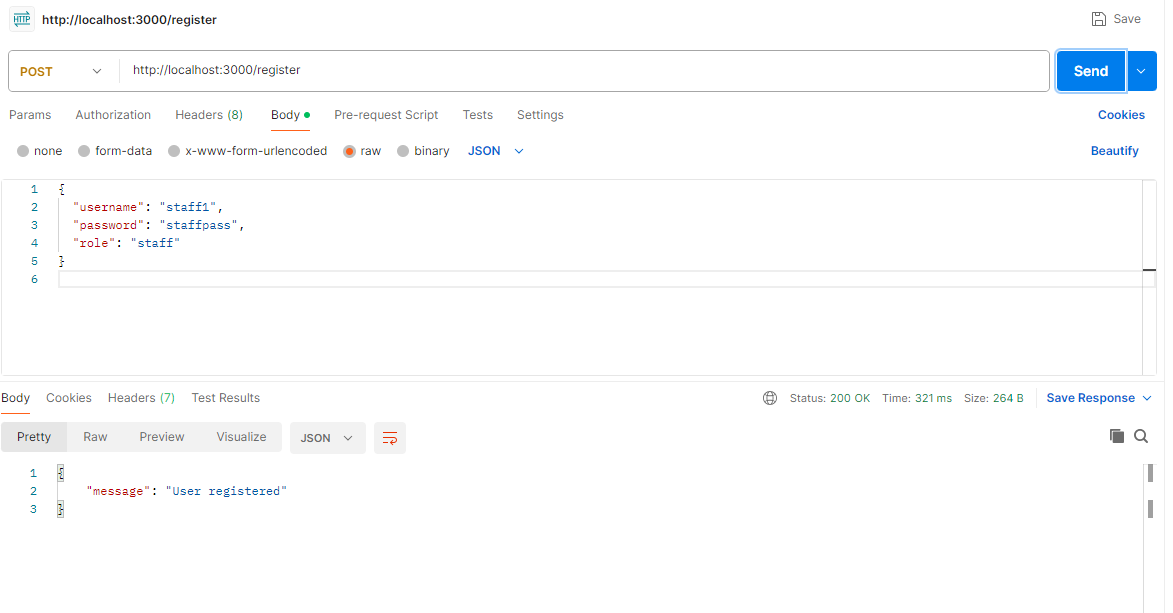 HTTP http://localhost:3000/register Save
POST http://localhost:3000/register Send
Params Authorization Headers (8) Body Pre-request Script Tests Settings Cookies
none form-data x-www-form-urlencoded raw binary JSON Beautify
1 {
2 "username": "staff1",
3 "password": "staffpass",
4 "role": "staff"
5 }
6
Body Cookies Headers (7) Test Results Status: 200 OK Time: 321 ms Size: 264 B Save Response
Pretty Raw Preview Visualize JSON
1 {
2 "message": "User registered"
3 }